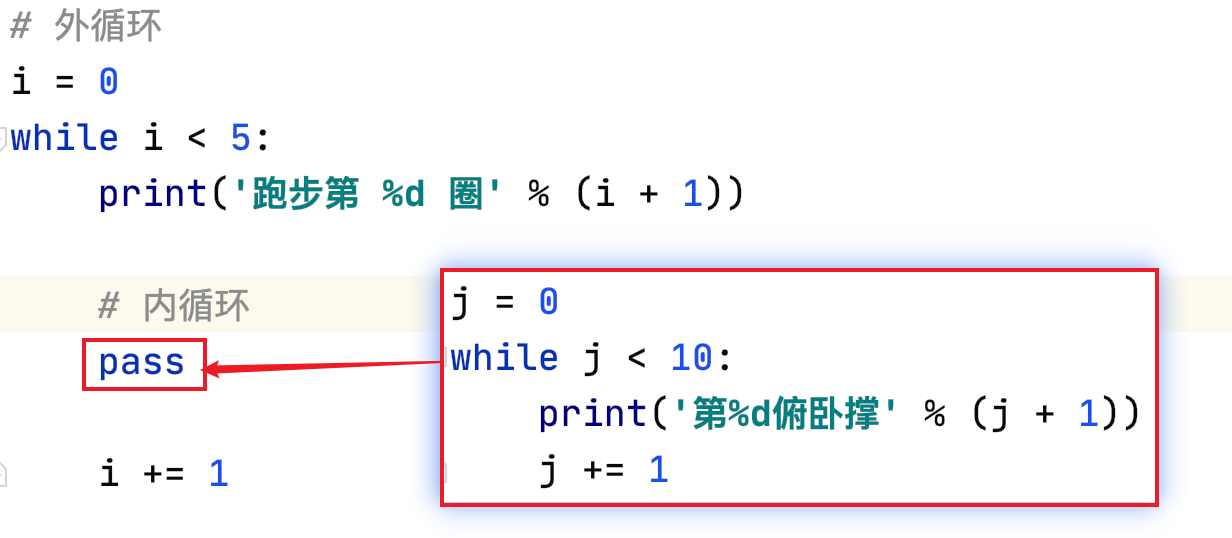 # 外循环
i = 0
while i < 5:
    print('跑步第 %d 圈' % (i + 1))
    # 内循环
    pass
    i += 1
j = 0
while j < 10:
    print('第%d俯卧撑' % (j + 1))
    j += 1